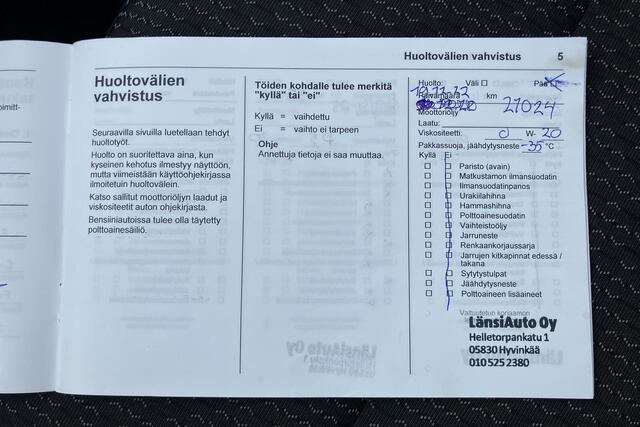 Huoltovälien vahvistus 5
Huoltovälien
vahvistus
Seuraavilla sivuilla luetellaan tehdyt
huoltotyöt.
Huolto on suoritettava aina, kun
kyseinen kehotus ilmestyy näyttöön,
mutta viimeistään käyttöohjekirjassa
ilmoitetuin huoltovälein.
Katso sallitut moottoriöljyn laadut ja
viskositeetit auton ohjekirjasta.
Bensiiniautoissa tulee olla täytetty
polttoainesäiliö.
Töiden kohdalle tulee merkitä
"kyllä" tai "ei"
Kyllä = vaihdettu
Ei = vaihto ei tarpeen
Ohje
Annettuja tietoja ei saa muuttaa.
Huolto: Väli ☐
Päivämäärä km
21024
Moottoriöljy
Laatu:
Viskositeetti: 0 W- 20
Pakkassuoja, jäähdytysneste -35 °C
Kyllä Ei
☐ ☐ Paristo (avain)
☐ ☐ Matkustamon ilmansuodatin
☐ ☐ Ilmansuodatinpanos
☐ ☐ Urakiilahihna
☐ ☐ Hammashihna
☐ ☐ Polttoainesuodatin
☐ ☐ Vaihteistoöljy
☐ ☐ Jarruneste
☐ ☐ Renkaankorjaussarja
☐ ☐ Jarrujen kitkapinnat edessä /
takana
☐ ☐ Sytytystulpat
☐ ☐ Jäähdytysneste
☐ ☐ Polttoaineen lisäaineet
Valtuutetun korjaamon
LänsiAuto Oy
Helletorpankatu 1
05830 Hyvinkää
010 525 2380